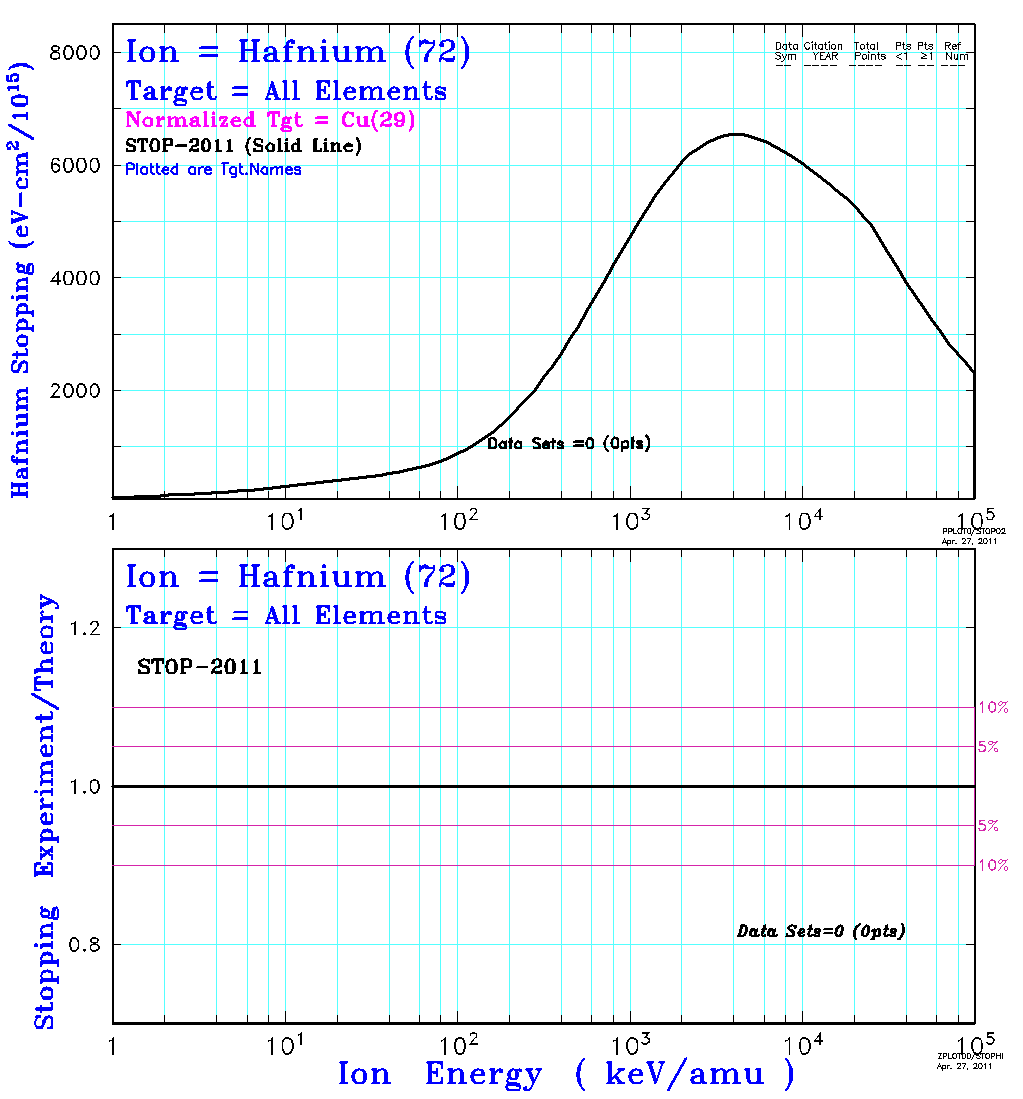 Ion = Hafnium (72)
Target = All Elements
Normalized Tgt = Cu(29)
STOP-2011 (Solid Line)
Plotted are Tgt.Names
Data Citation Total Pts Pts Ref
Sym YEAR Points <1 ≥1 Num
Hafnium Stopping (eV-cm²/10¹⁵)
8000
6000
4000
2000
Data Sets =0 (0pts)
1 10¹ 10² 10³ 10⁴ 10⁵
PPLOT0/STOP02
Apr. 27, 2011
Ion = Hafnium (72)
Target = All Elements
STOP-2011
Stopping Experiment/Theory
1.2
1.0
0.8
10%
5%
5%
10%
Data Sets=0 (0pts)
1 10¹ 10² 10³ 10⁴ 10⁵
Ion Energy ( keV/amu )
Apr. 27, 2011